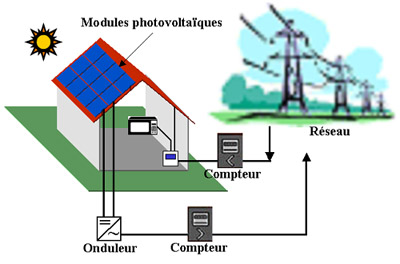 Modules photovoltaïques
Réseau
Compteur
Onduleur
Compteur